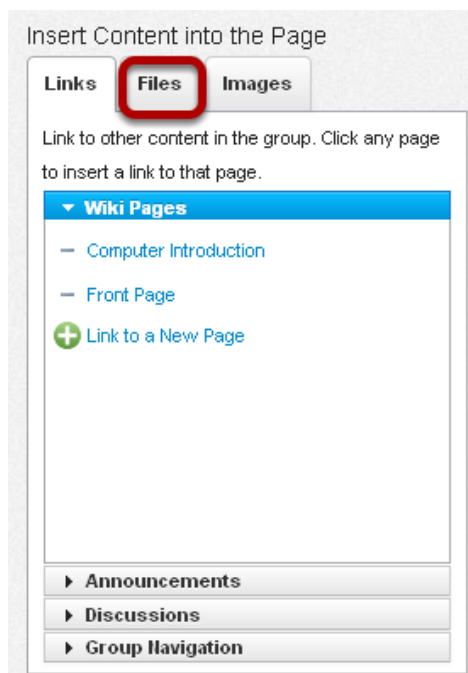 Insert Content into the Page
Links Files Images
Link to other content in the group. Click any page
to insert a link to that page.
Wiki Pages
Computer Introduction
Front Page
Link to a New Page
Announcements
Discussions
Group Navigation